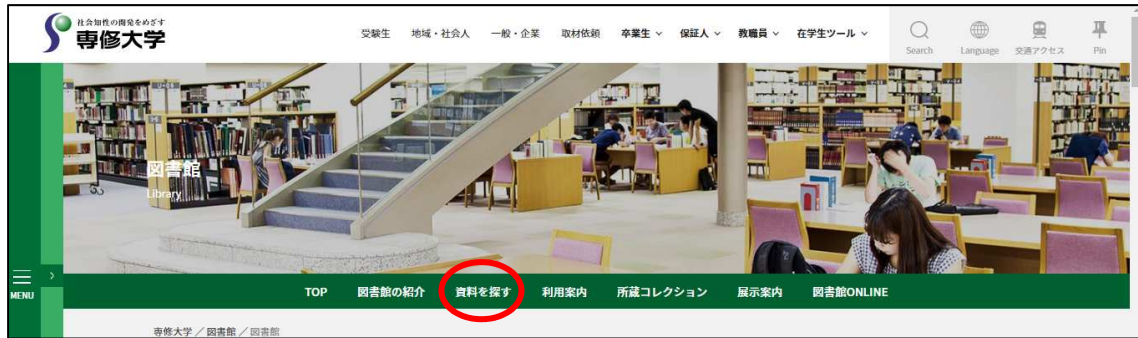 社会知性の開発をめざす
専修大学
受験生 地域・社会人 一般・企業 取材依頼 卒業生 保証人 教職員 在学生ツール
Search Language 交通アクセス Pin
図書館
Library
MENU
TOP 図書館の紹介 資料を探す 利用案内 所蔵コレクション 展示案内 図書館ONLINE
専修大学 ／ 図書館 ／ 図書館